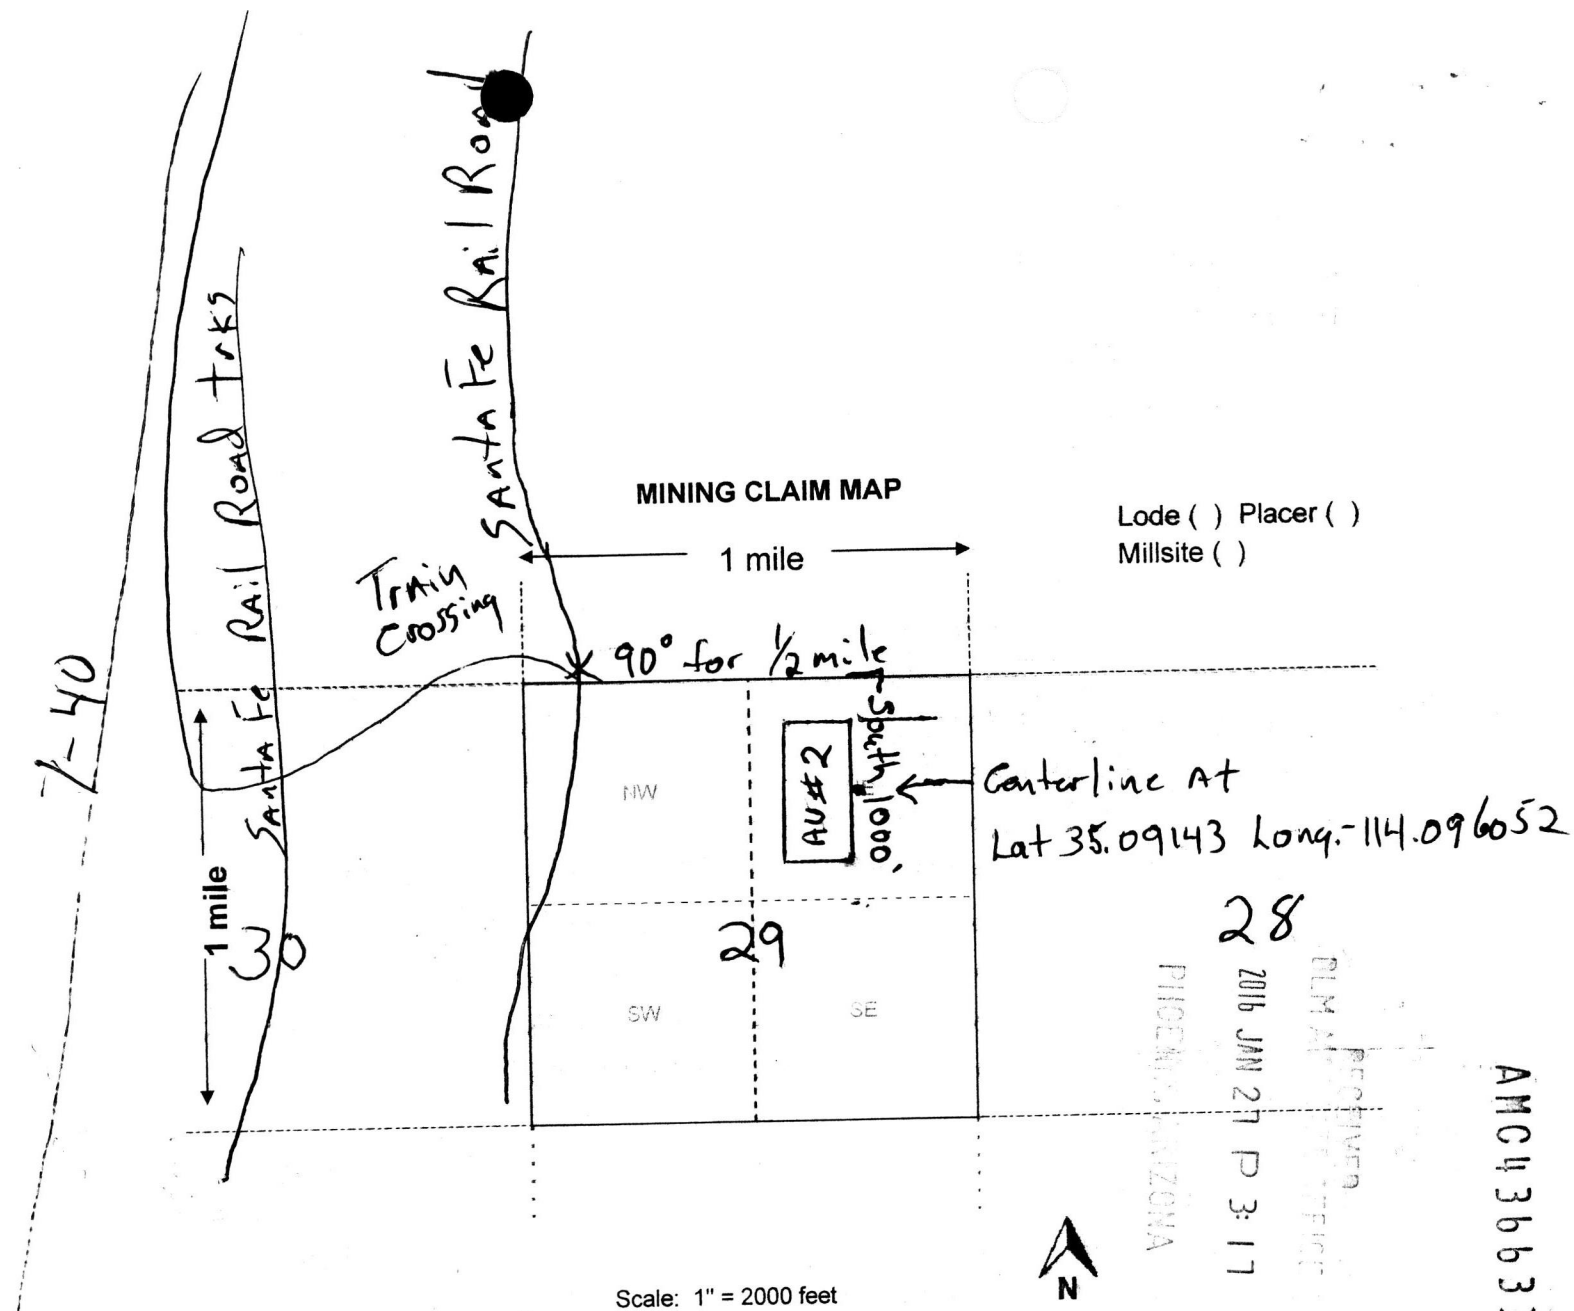 Santa Fe Rail Road
Santa Fe Rail Road trks
MINING CLAIM MAP
Lode ( ) Placer ( )
Millsite ( )
1 mile
Train
Crossing
90° for 1/2 mile
I-40
South 1000'
AU#2
NW
Centerline At
Lat 35.09143 Long.-114.096052
1 mile
30
29
28
SW
SE
RECEIVED
2016 JAN 27 P 3:17
PHOENIX, ARIZONA
N
Scale: 1" = 2000 feet